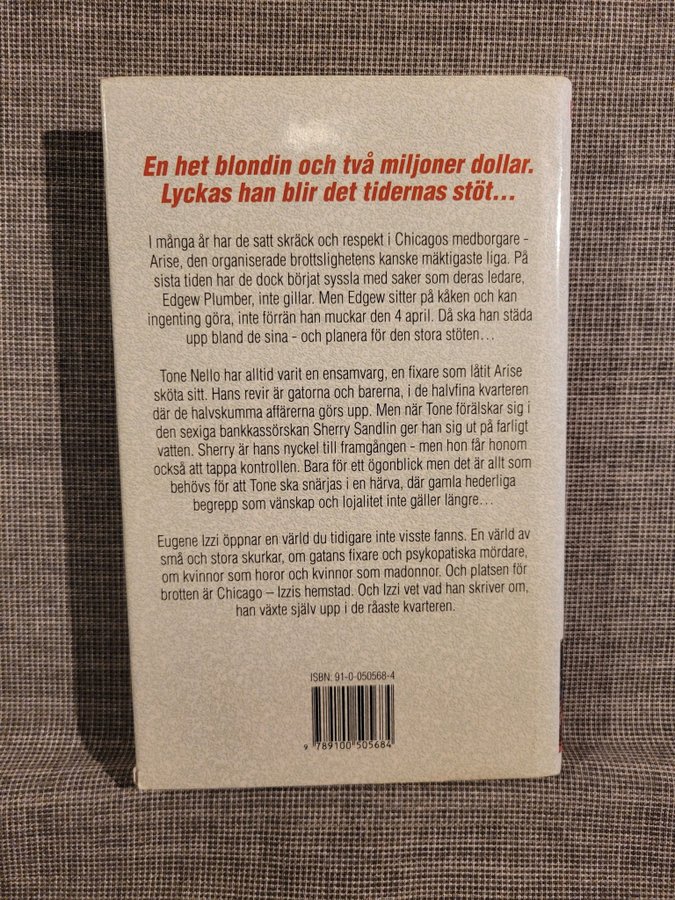 En het blondin och två miljoner dollar.
Lyckas han blir det tidernas stöt...
I många år har de satt skräck och respekt i Chicagos medborgare -
Arise, den organiserade brottslighetens kanske mäktigaste liga. På
sista tiden har de dock börjat syssla med saker som deras ledare,
Edgew Plumber, inte gillar. Men Edgew sitter på kåken och kan
ingenting göra, inte förrän han muckar den 4 april. Då ska han städa
upp bland de sina - och planera för den stora stöten...
Tone Nello har alltid varit en ensamvarg, en fixare som låtit Arise
sköta sitt. Hans revir är gatorna och barerna, i de halvfina kvarteren
där de halvskumma affärerna görs upp. Men när Tone förälskar sig i
den sexiga bankkassörskan Sherry Sandlin ger han sig ut på farligt
vatten. Sherry är hans nyckel till framgången - men hon får honom
också att tappa kontrollen. Bara för ett ögonblick men det är allt som
behövs för att Tone ska snärjas i en härva, där gamla hederliga
begrepp som vänskap och lojalitet inte gäller längre...
Eugene Izzi öppnar en värld du tidigare inte visste fanns. En värld av
små och stora skurkar, om gatans fixare och psykopatiska mördare,
om kvinnor som horor och kvinnor som madonnor. Och platsen för
brotten är Chicago – Izzis hemstad. Och Izzi vet vad han skriver om,
han växte själv upp i de råaste kvarteren.
ISBN: 91-0-050568-4
9 789100 505684